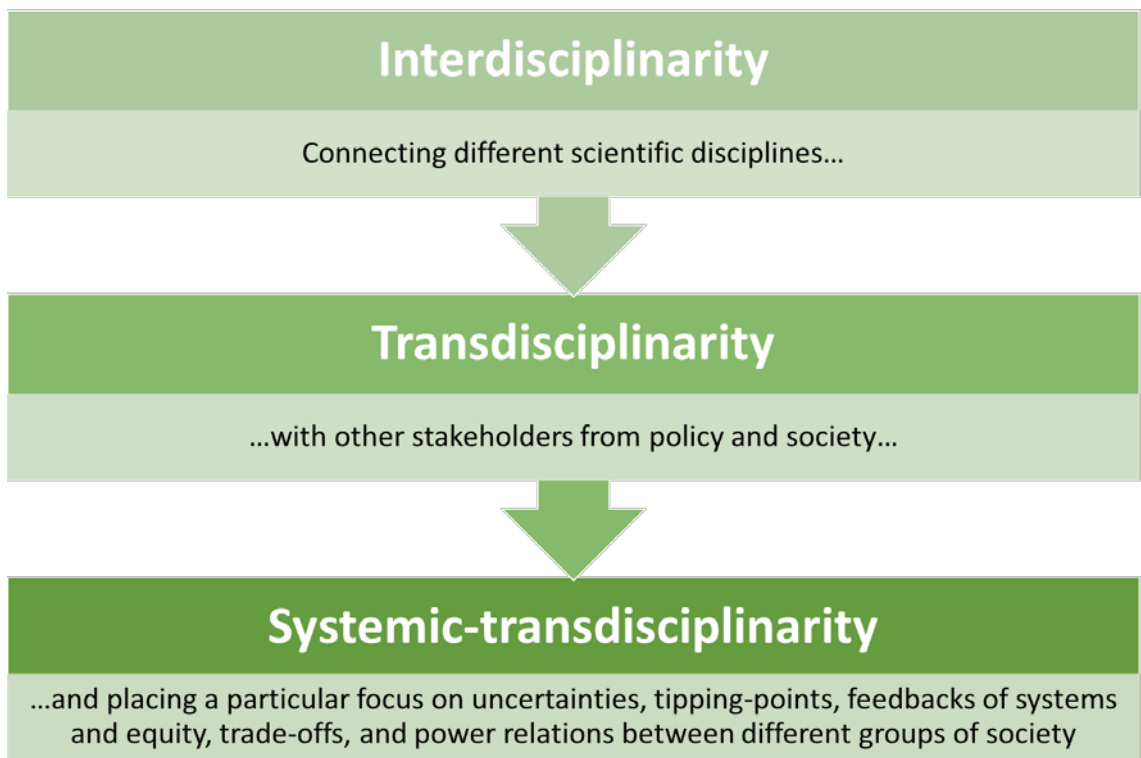 Interdisciplinarity
Connecting different scientific disciplines…
Transdisciplinarity
…with other stakeholders from policy and society…
Systemic-transdisciplinarity
…and placing a particular focus on uncertainties, tipping-points, feedbacks of systems
and equity, trade-offs, and power relations between different groups of society